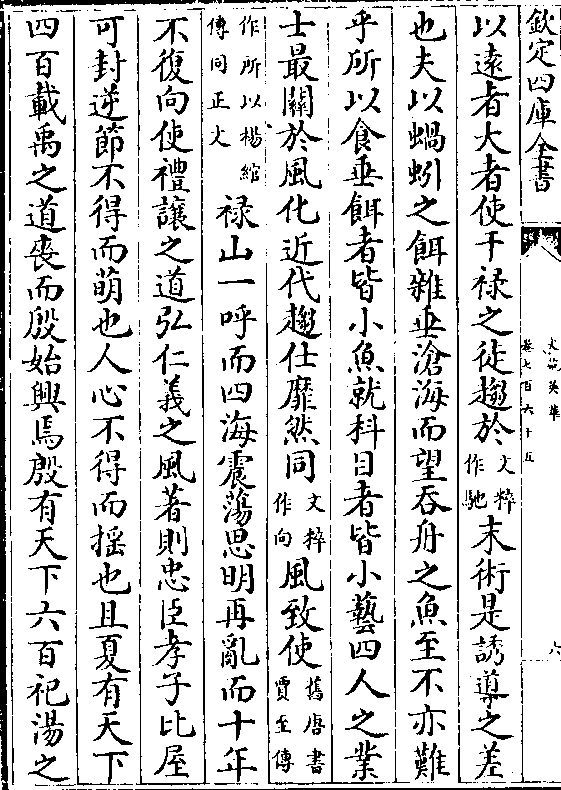 欽定四庫全書
文苑英華
卷七百六十五
六
以遠者大者使干禄之徒趨於文粹作馳末術是誘導之差
也夫以蝸蚓之餌雜垂滄海而望吞舟之魚至不亦難
乎所以食垂餌者皆小魚就科目者皆小藝四人之業
士最關於風化近代趨仕靡然同文粹作向風致使舊唐書賈至傳
作所以楊綰傳同正文禄山一呼而四海震蕩思明再亂而十年
不復向使禮讓之道弘仁義之風著則忠臣孝子比屋
可封逆節不得而萌也人心不得而揺也且夏有天下
四百載禹之道喪而殷始興焉殷有天下六百祀湯之